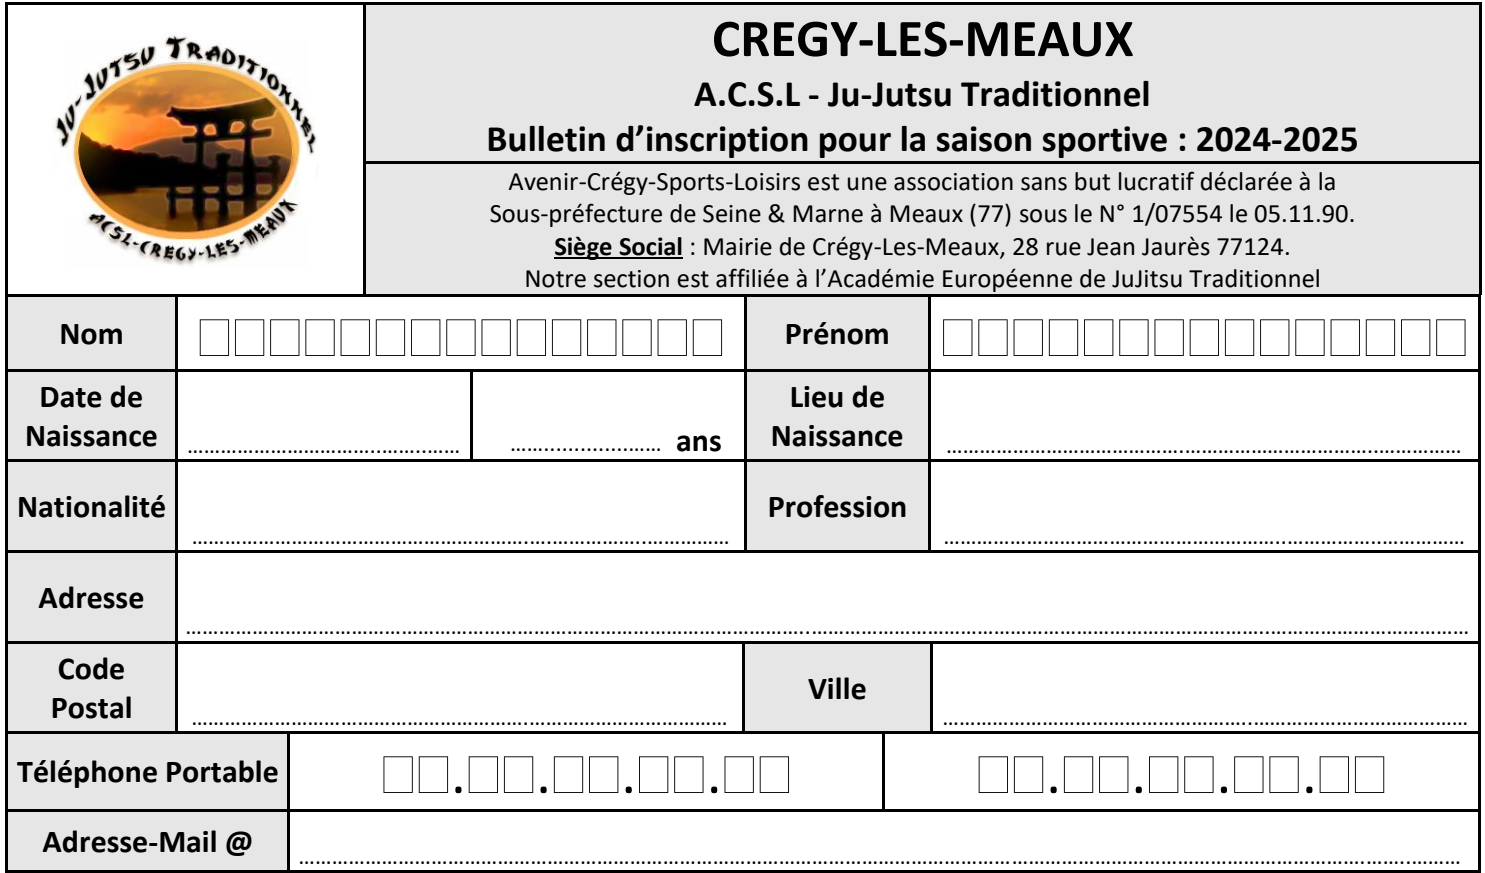 JU-JUTSU TRADITIONNEL
ACSL-CREGY-LES-MEAUX
CREGY-LES-MEAUX
A.C.S.L - Ju-Jutsu Traditionnel
Bulletin d’inscription pour la saison sportive : 2024-2025
Avenir-Crégy-Sports-Loisirs est une association sans but lucratif déclarée à la
Sous-préfecture de Seine & Marne à Meaux (77) sous le N° 1/07554 le 05.11.90.
Siège Social : Mairie de Crégy-Les-Meaux, 28 rue Jean Jaurès 77124.
Notre section est affiliée à l’Académie Européenne de JuJitsu Traditionnel
Nom
Prénom
Date de
Naissance
ans
Lieu de
Naissance
Nationalité
Profession
Adresse
Code
Postal
Ville
Téléphone Portable
Adresse-Mail @